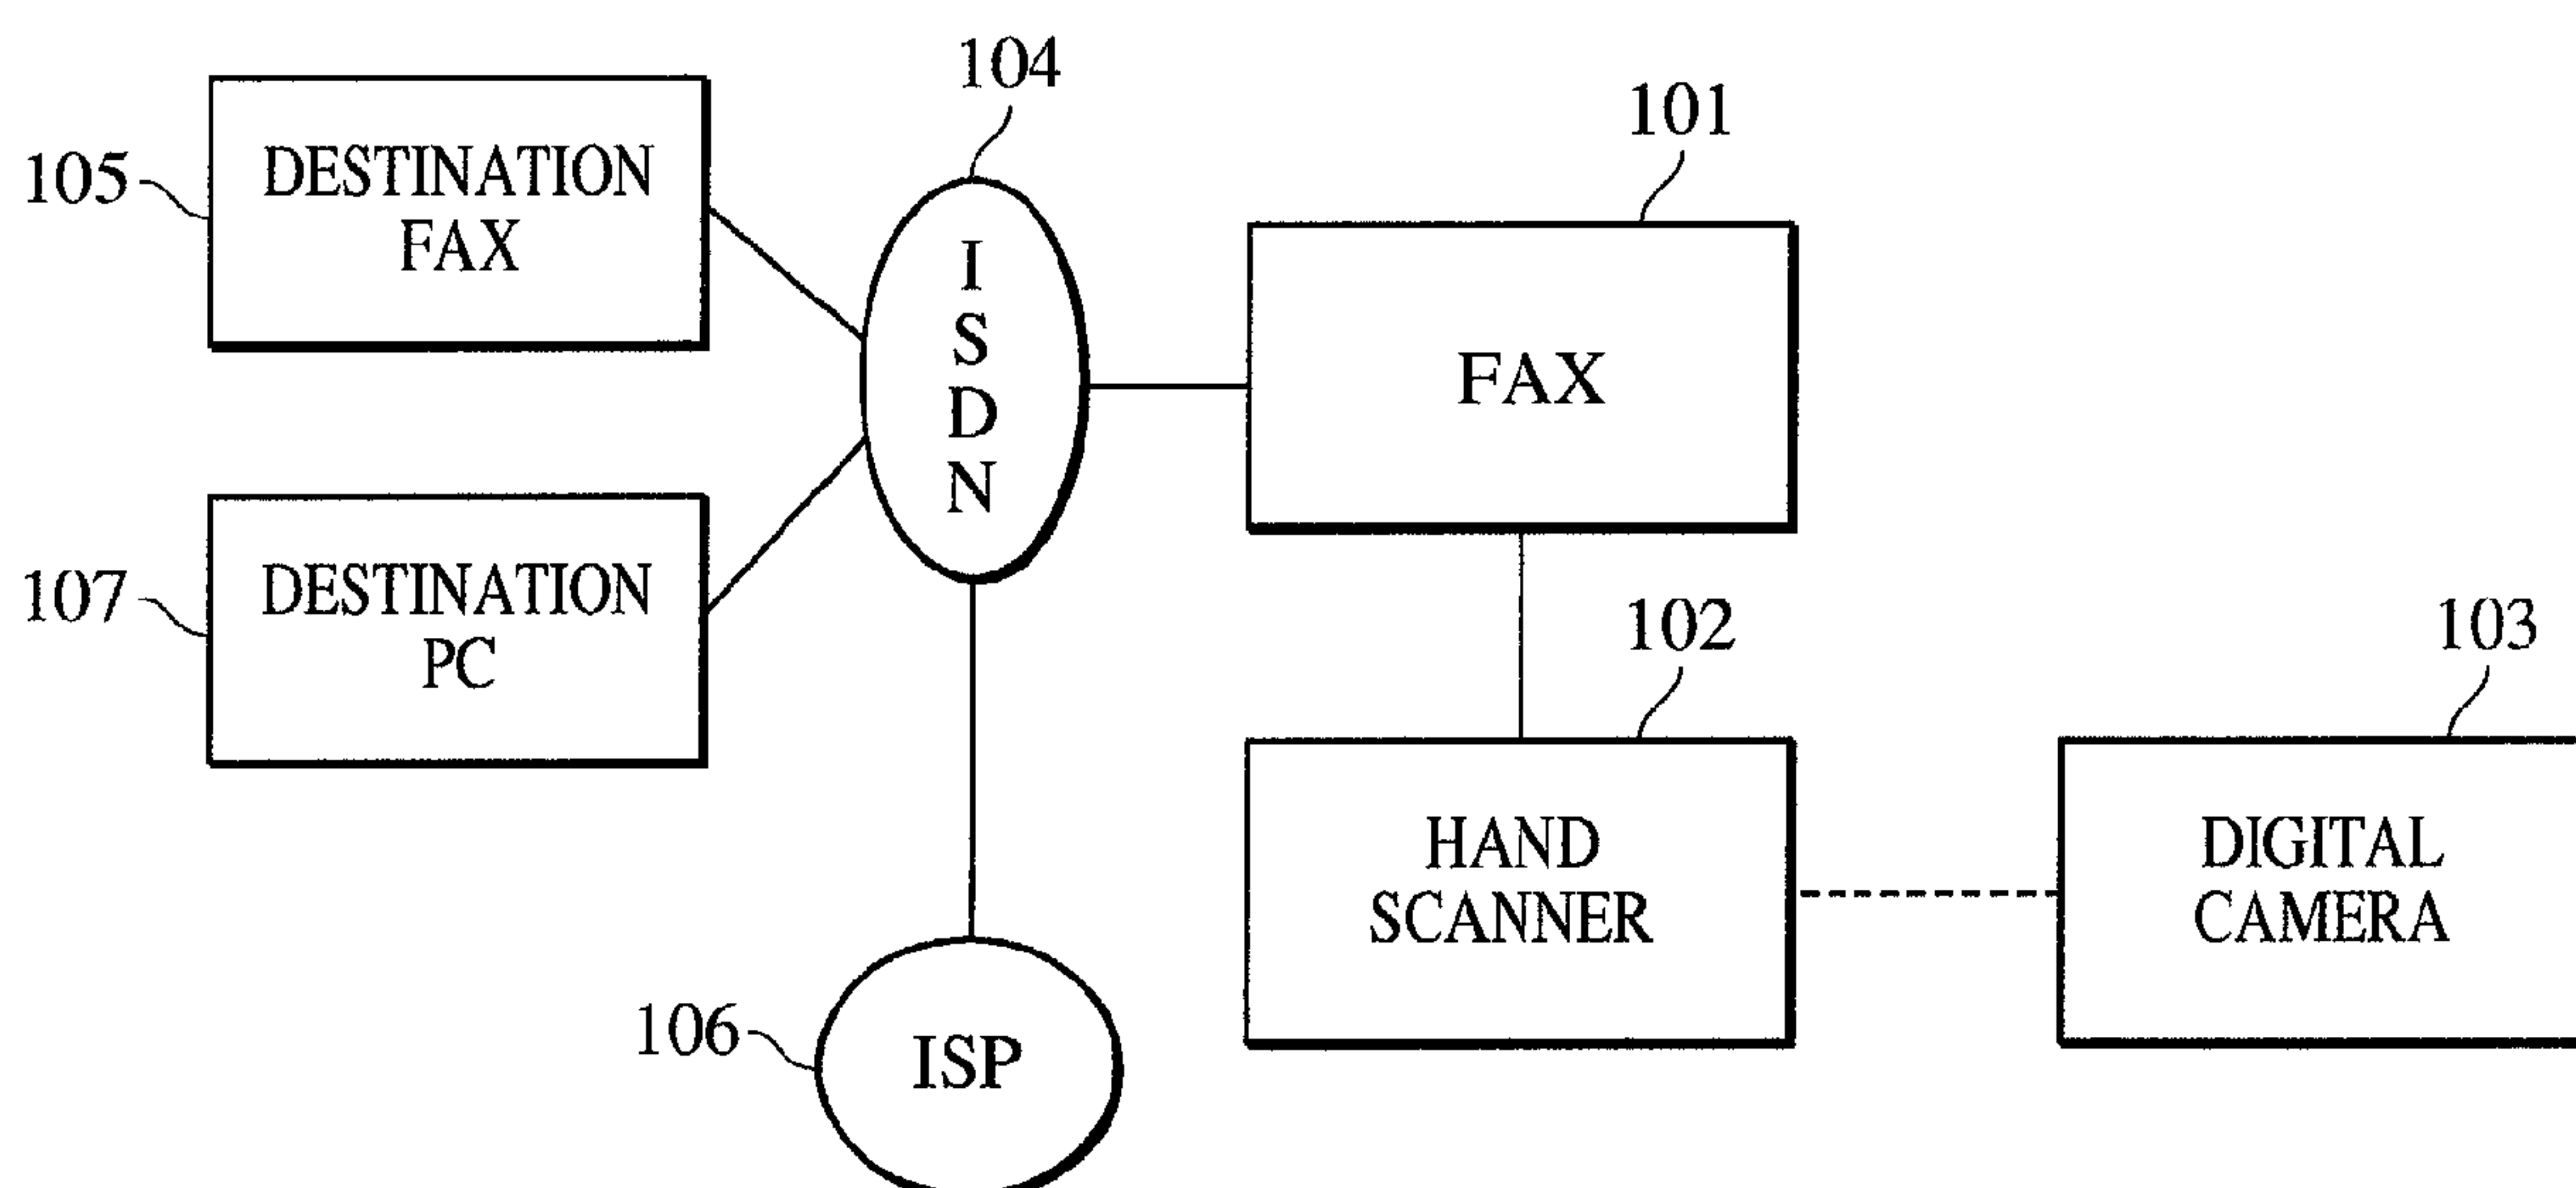 104
101
105
DESTINATION
FAX
I
S
D
N
FAX
107
DESTINATION
PC
102
103
HAND
SCANNER
DIGITAL
CAMERA
106
ISP